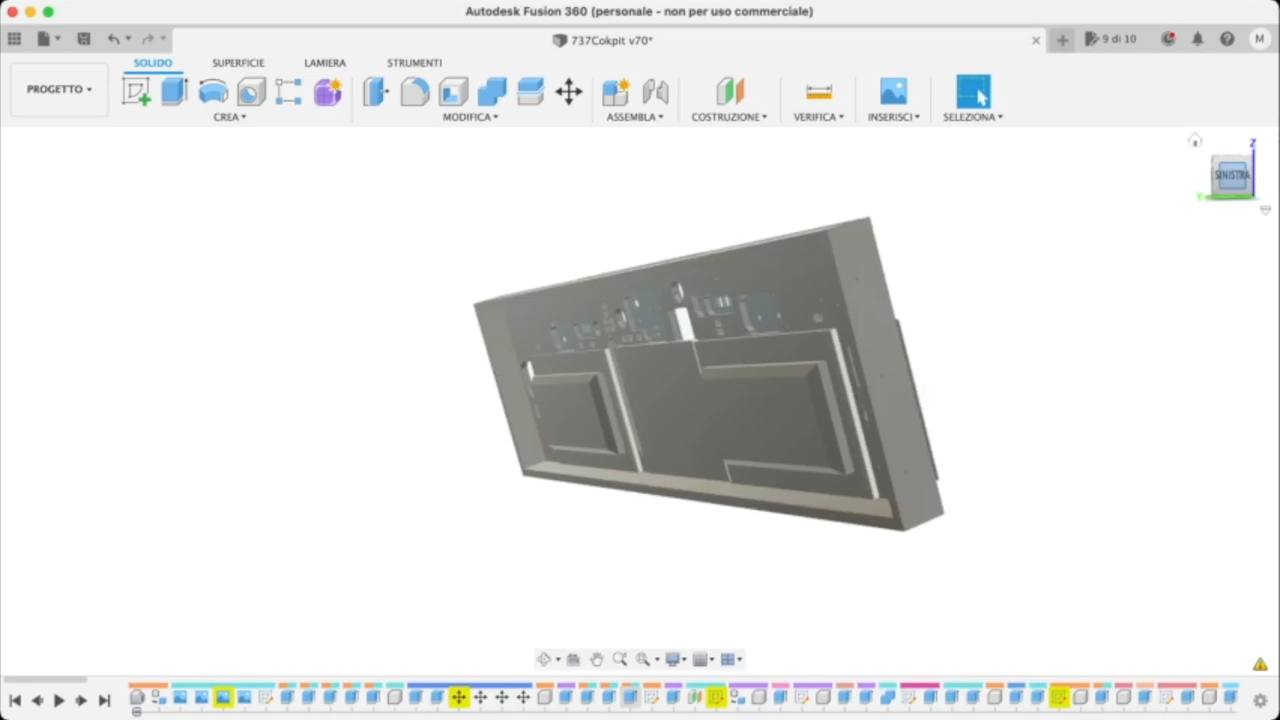 Autodesk Fusion 360 (personale - non per uso commerciale)
737Cokpit v70*
9 di 10
M
SOLIDO SUPERFICIE LAMIERA STRUMENTI
PROGETTO
CREA MODIFICA ASSEMBLA COSTRUZIONE VERIFICA INSERISCI SELEZIONA
Z
SINISTRA
Y